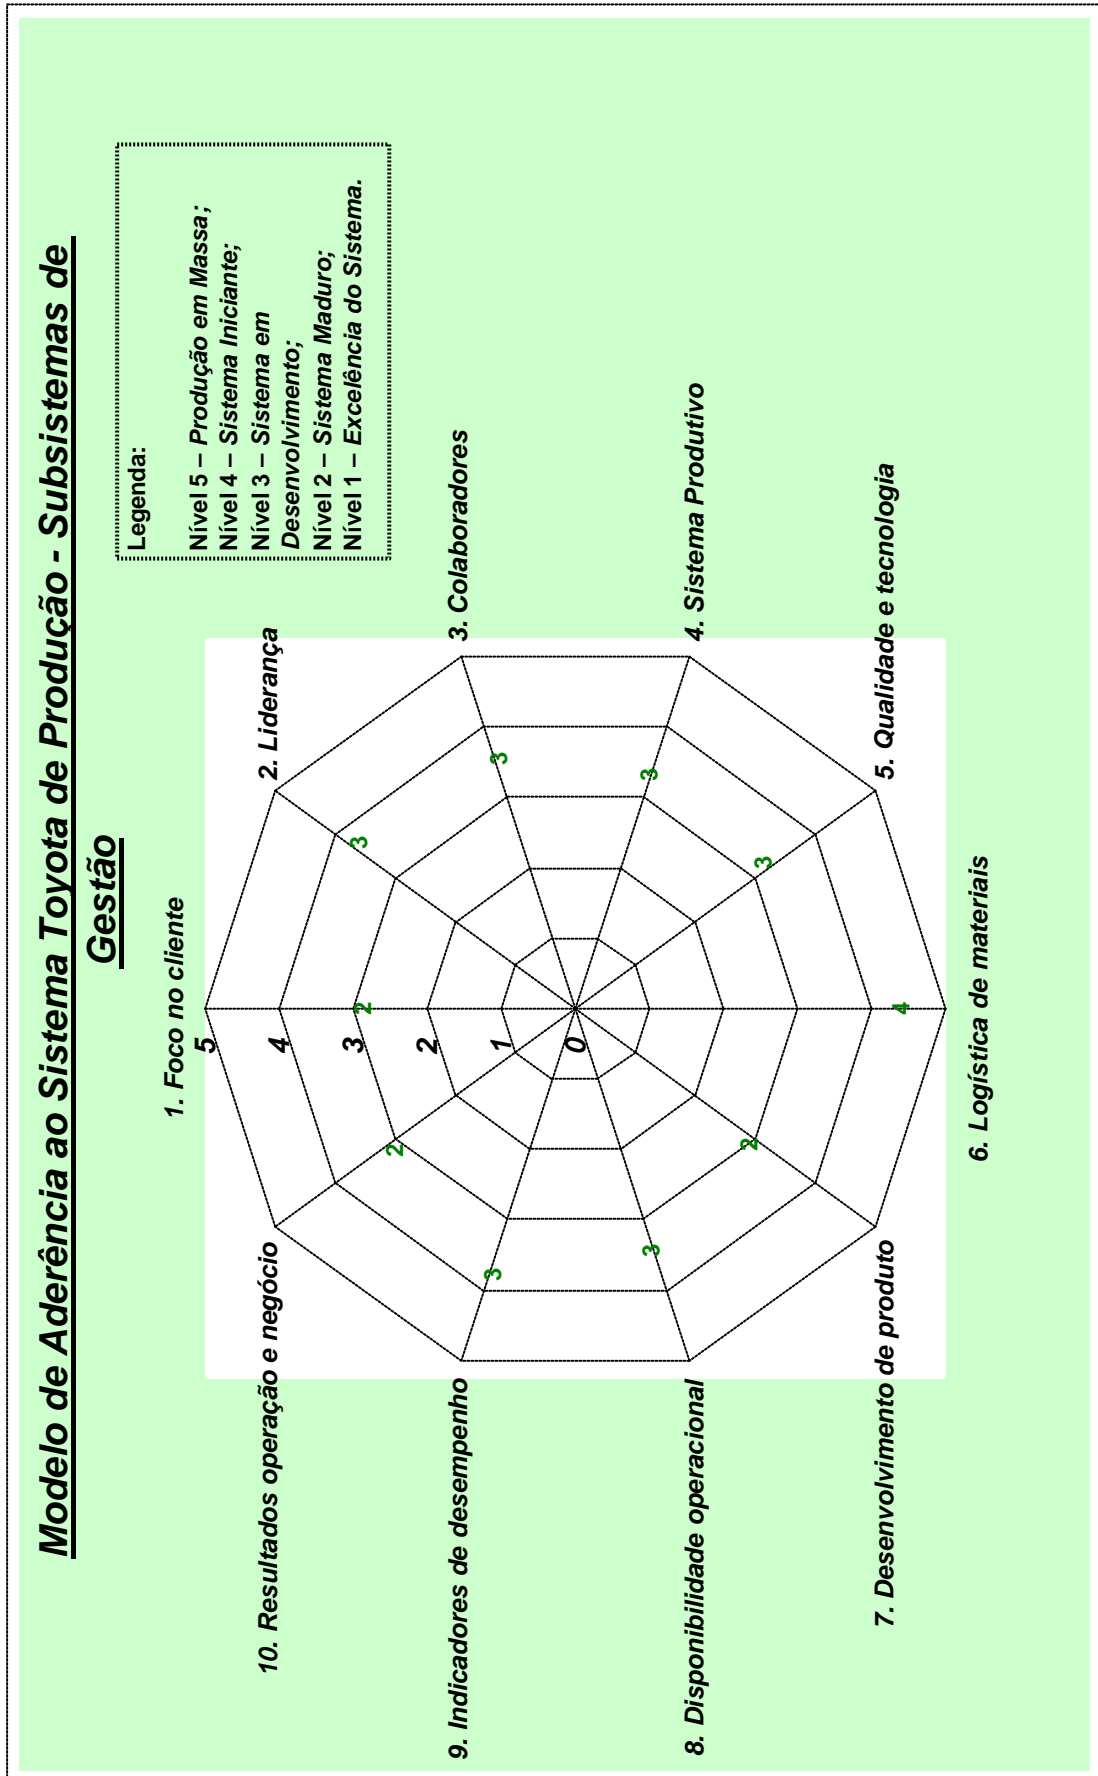 Modelo de Aderência ao Sistema Toyota de Produção - Subsistemas de
Gestão
Legenda:
Nível 5 – Produção em Massa;
Nível 4 – Sistema Iniciante;
Nível 3 – Sistema em
Desenvolvimento;
Nível 2 – Sistema Maduro;
Nível 1 – Excelência do Sistema.
1. Foco no cliente
2. Liderança
3. Colaboradores
4. Sistema Produtivo
5. Qualidade e tecnologia
6. Logística de materiais
7. Desenvolvimento de produto
8. Disponibilidade operacional
9. Indicadores de desempenho
10. Resultados operação e negócio
5
4
3
2
1
0
2
3
3
3
3
4
2
3
3
2